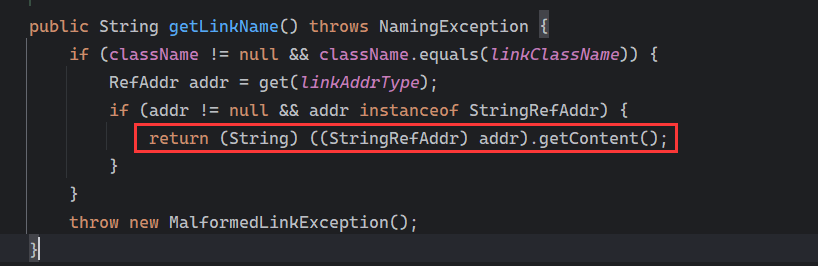 public String getLinkName() throws NamingException {
if (className != null && className.equals(linkClassName)) {
RefAddr addr = get(linkAddrType);
if (addr != null && addr instanceof StringRefAddr) {
return (String) ((StringRefAddr) addr).getContent();
}
}
throw new MalformedLinkException();
}